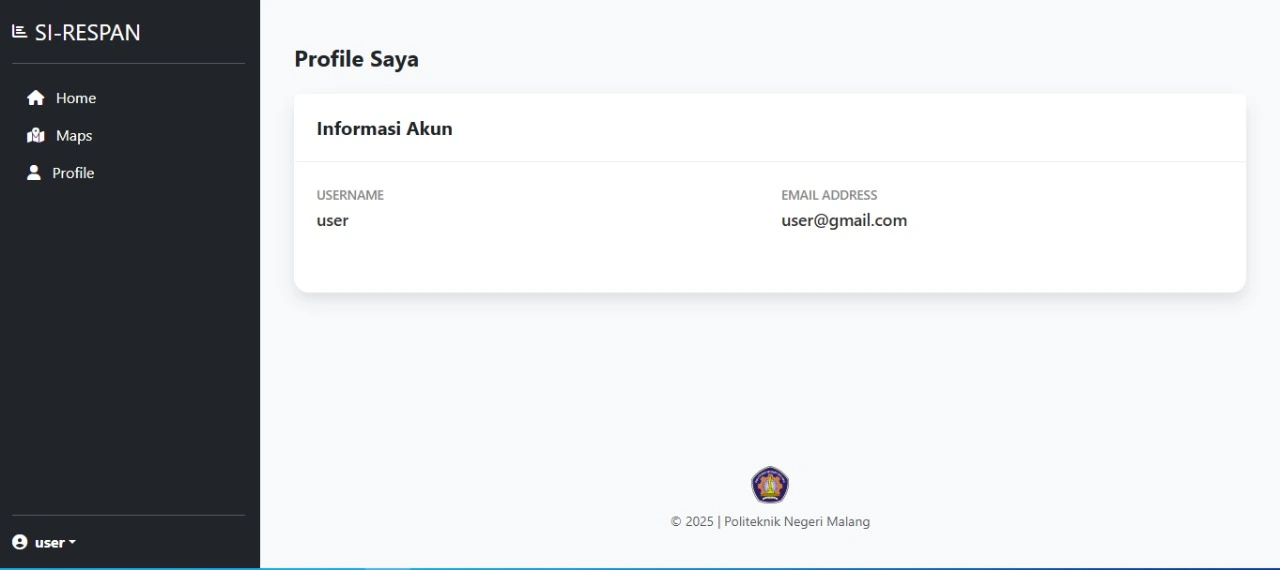 SI-RESPAN
Home
Maps
Profile
user
Profile Saya
Informasi Akun
USERNAME
user
EMAIL ADDRESS
user@gmail.com
© 2025 | Politeknik Negeri Malang